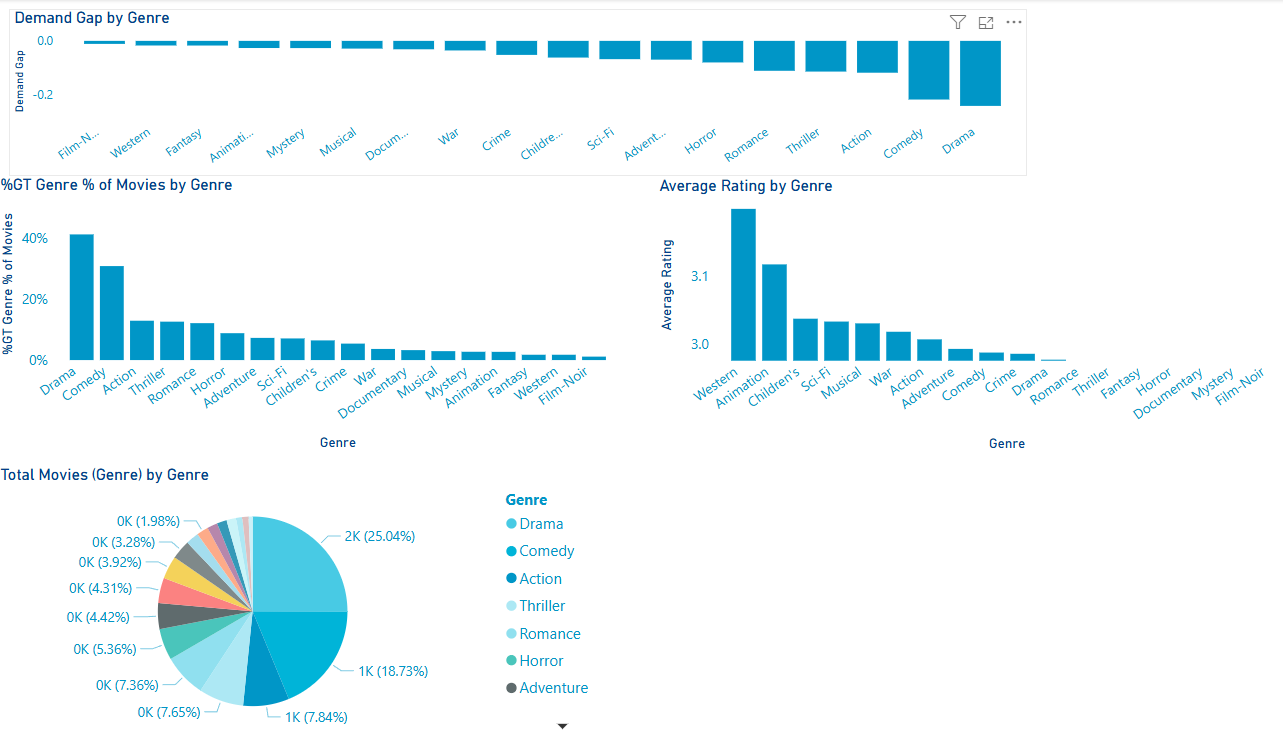 Demand Gap by Genre
Demand Gap
0.0
-0.2
Film-N...
Western
Fantasy
Animati...
Mystery
Musical
Docum...
War
Crime
Childre...
Sci-Fi
Advent...
Horror
Romance
Thriller
Action
Comedy
Drama
%GT Genre % of Movies by Genre
%GT Genre % of Movies
40%
20%
0%
Drama
Comedy
Action
Thriller
Romance
Horror
Adventure
Sci-Fi
Children's
Crime
War
Documentary
Musical
Mystery
Animation
Fantasy
Western
Film-Noir
Genre
Average Rating by Genre
Average Rating
3.1
3.0
Western
Animation
Children's
Sci-Fi
Musical
War
Action
Adventure
Comedy
Crime
Drama
Romance
Thriller
Fantasy
Horror
Documentary
Mystery
Film-Noir
Genre
Total Movies (Genre) by Genre
2K (25.04%)
1K (18.73%)
1K (7.84%)
0K (7.65%)
0K (7.36%)
0K (5.36%)
0K (4.42%)
0K (4.31%)
0K (3.92%)
0K (3.28%)
0K (1.98%)
Genre
Drama
Comedy
Action
Thriller
Romance
Horror
Adventure